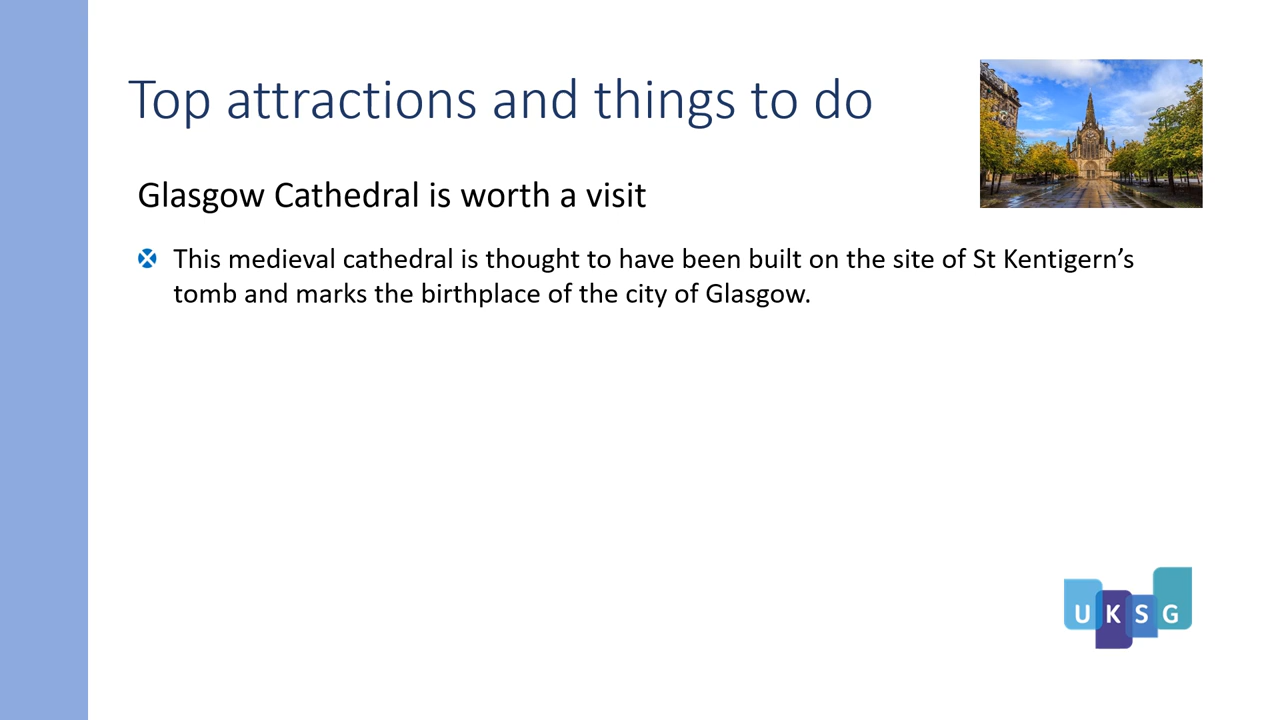 Top attractions and things to do
Glasgow Cathedral is worth a visit
This medieval cathedral is thought to have been built on the site of St Kentigern’s
tomb and marks the birthplace of the city of Glasgow.
UKSG